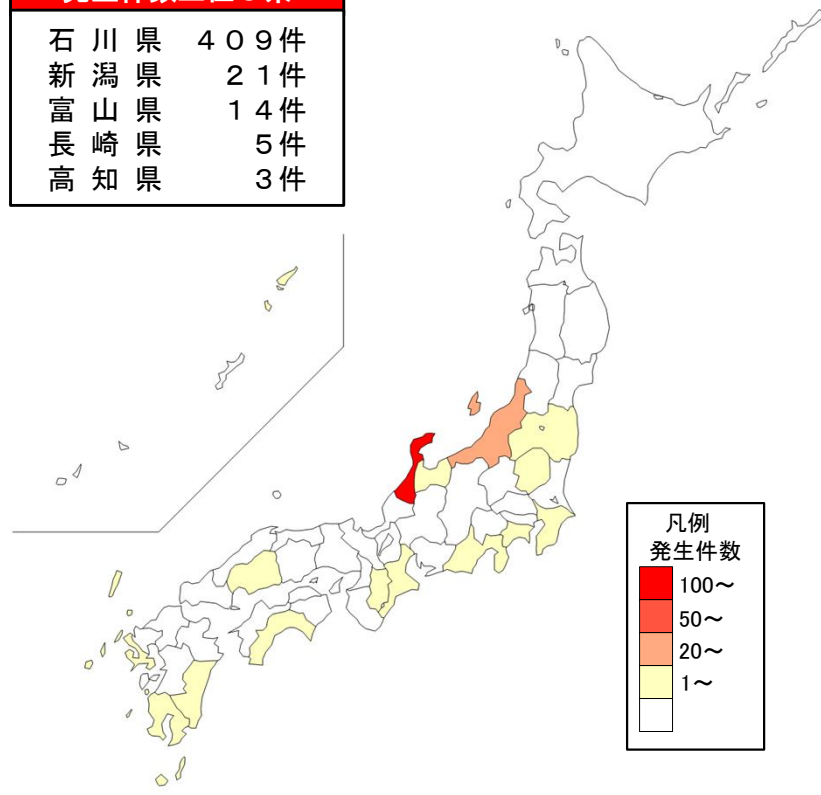 石川県 409件
新潟県 21件
富山県 14件
長崎県 5件
高知県 3件
凡例
発生件数
100～
50～
20～
1～